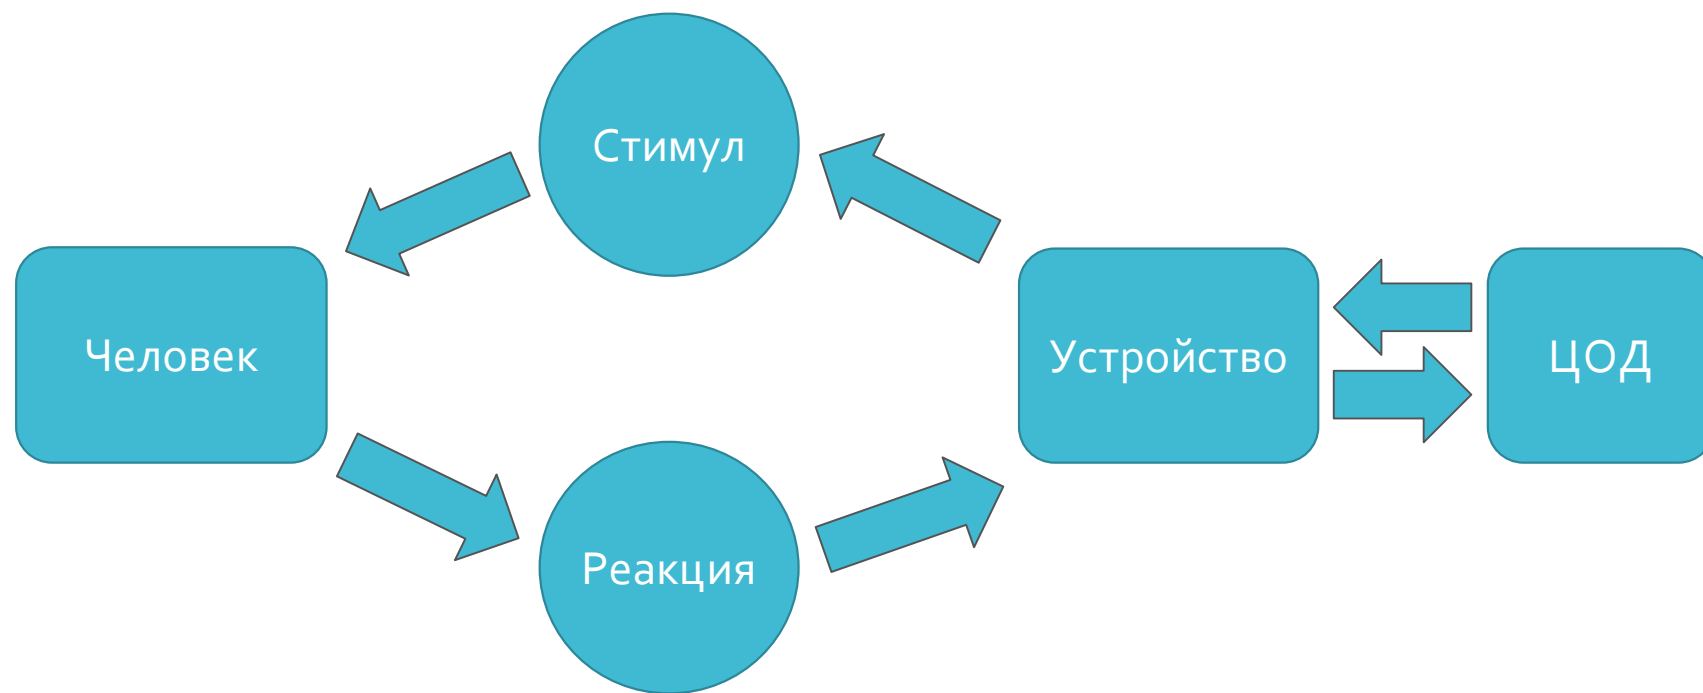 Стимул
Человек
Устройство
ЦОД
Реакция